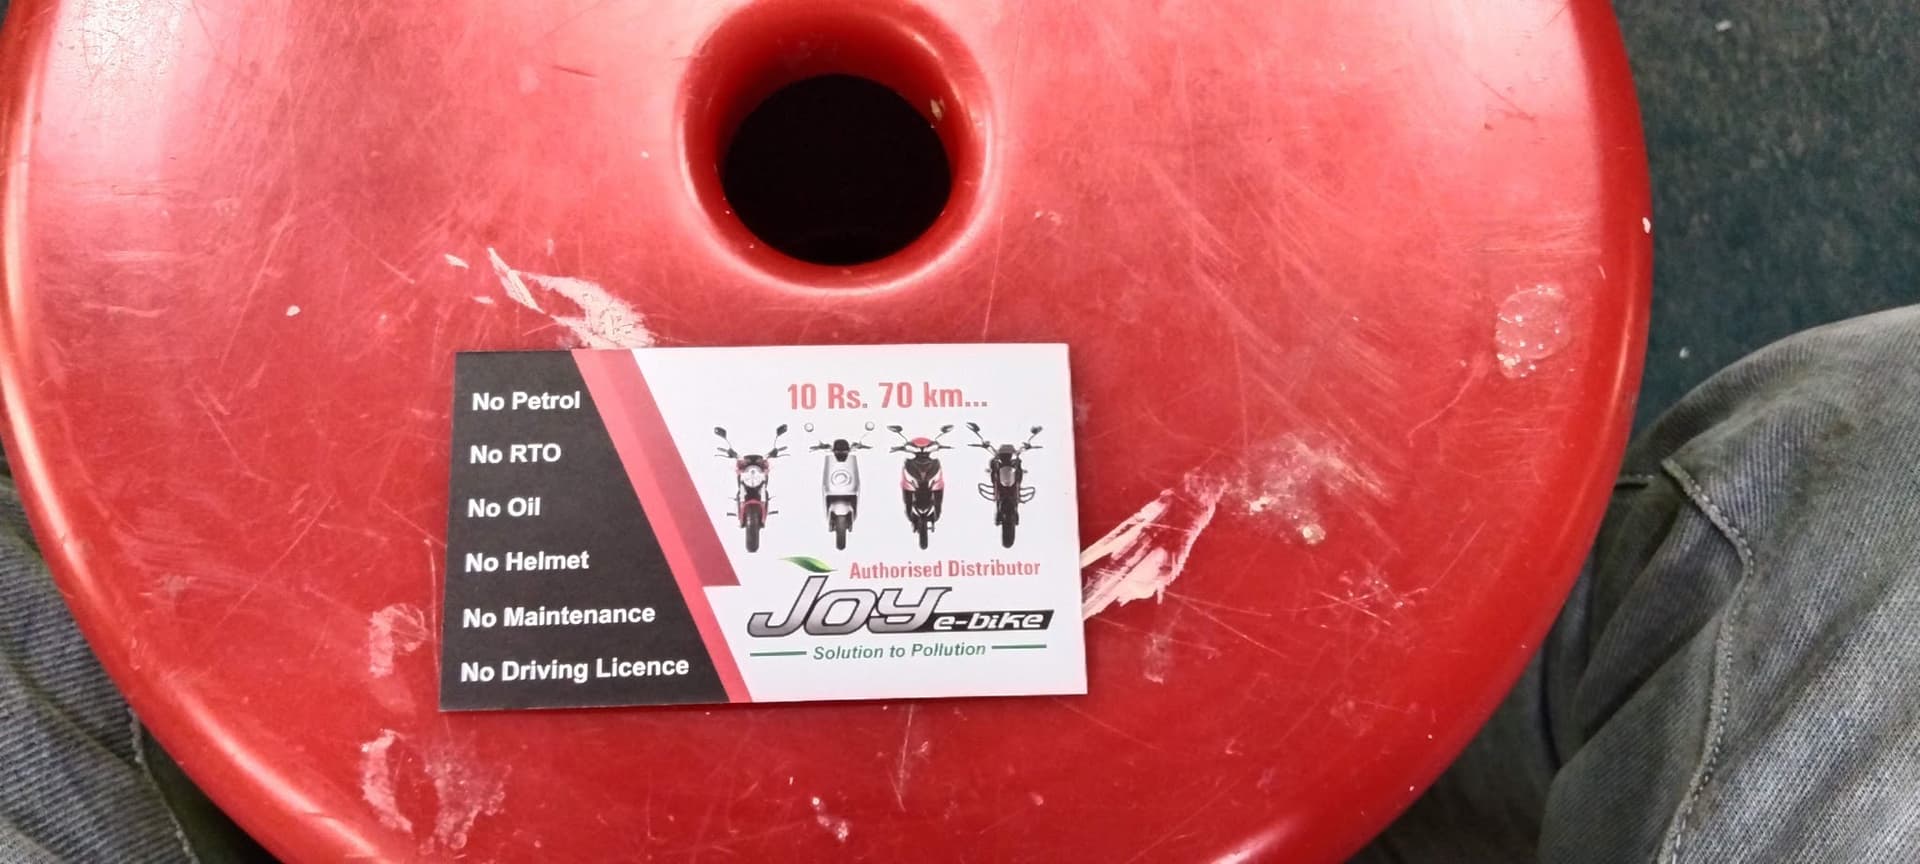 No Petrol
No RTO
No Oil
No Helmet
No Maintenance
No Driving Licence
10 Rs. 70 km...
Authorised Distributor
Joy e-bike
Solution to Pollution